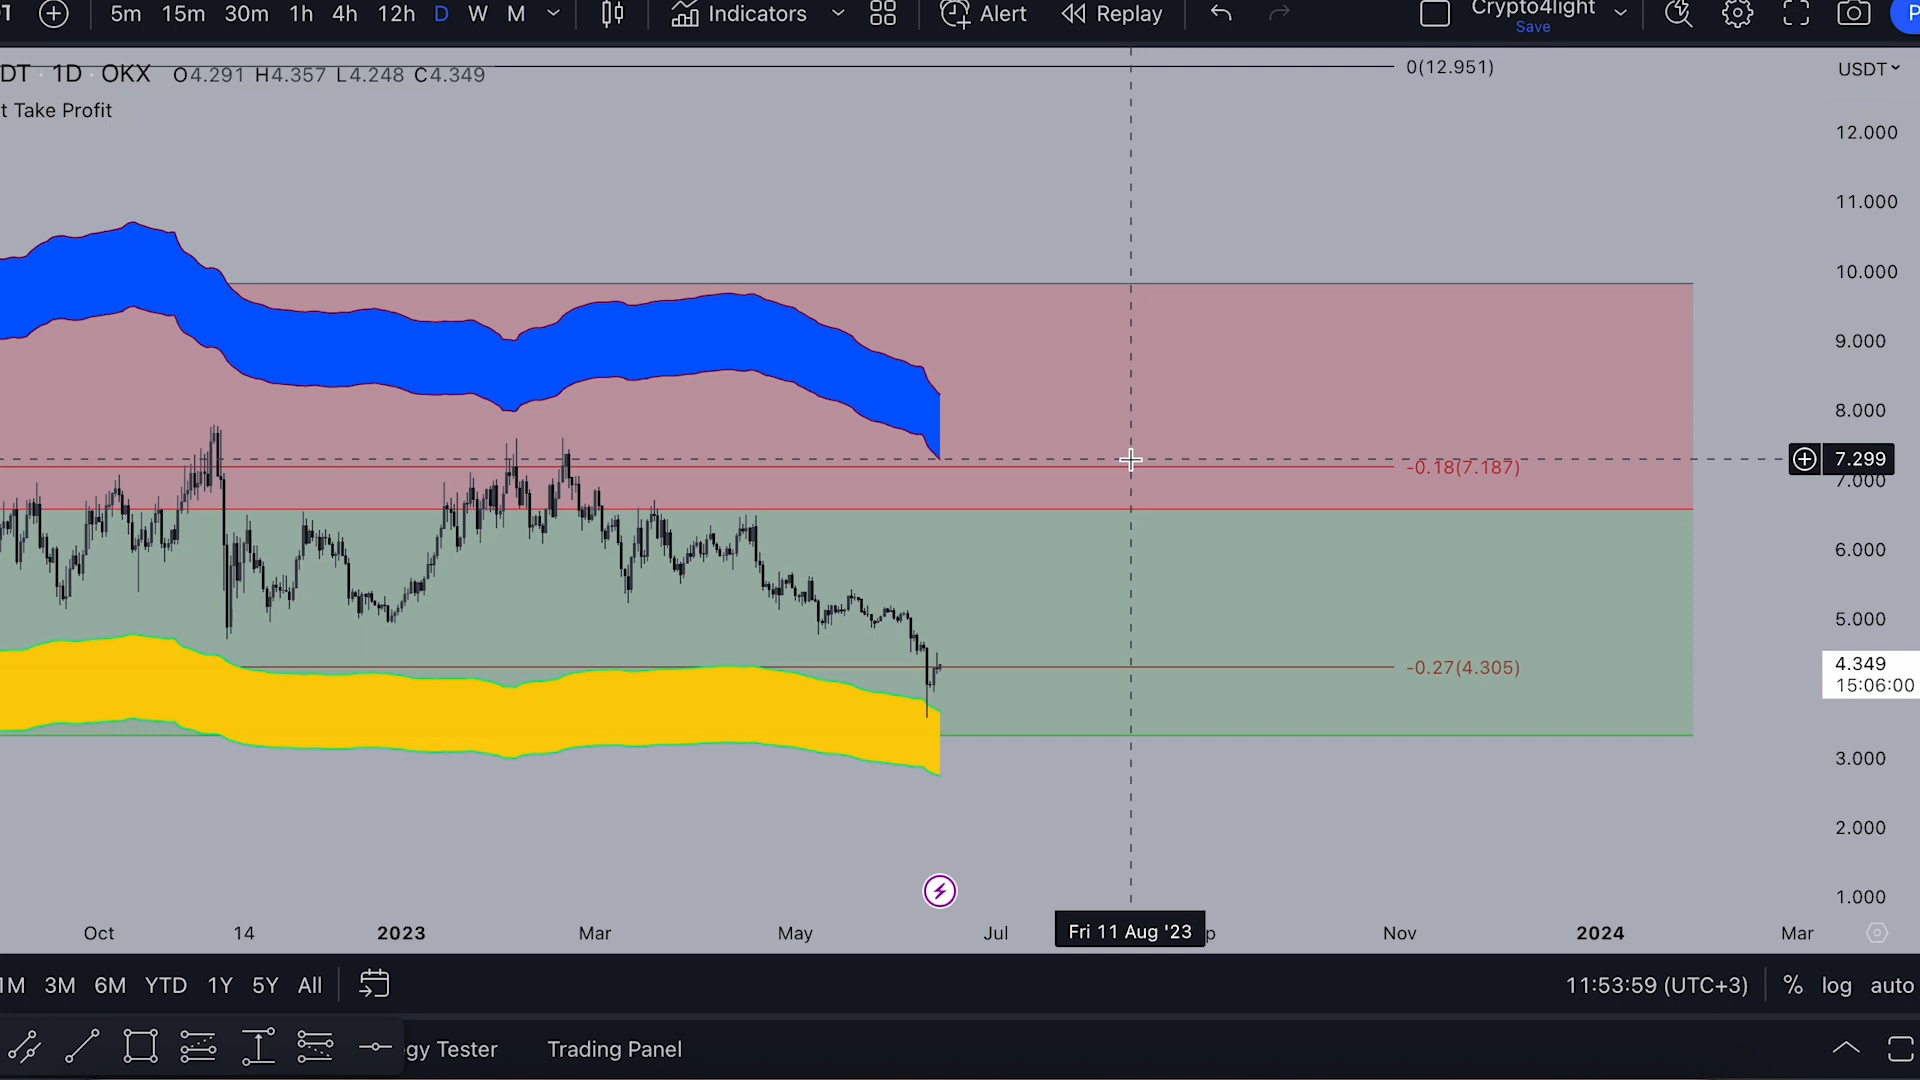 5m 15m 30m 1h 4h 12h D W M Indicators Alert Replay Crypto4light
Save
DT · 1D · OKX O4.291 H4.357 L4.248 C4.349
t Take Profit
0(12.951)
USDT
12.000
11.000
10.000
9.000
8.000
7.299
-0.18(7.187)
7.000
6.000
5.000
-0.27(4.305)
4.349
15:06:00
3.000
2.000
1.000
Oct 14 2023 Mar May Jul Fri 11 Aug '23 p Nov 2024 Mar
1M 3M 6M YTD 1Y 5Y All 11:53:59 (UTC+3) % log auto
gy Tester Trading Panel